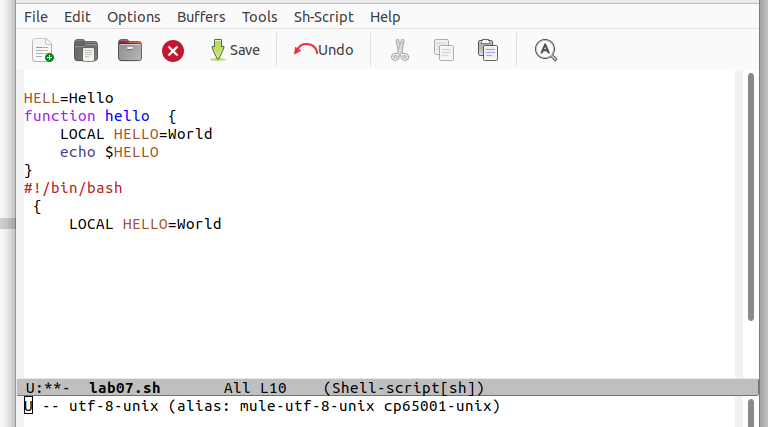 File Edit Options Buffers Tools Sh-Script Help
Save Undo
HELL=Hello
function hello  {
    LOCAL HELLO=World
    echo $HELLO
}
#!/bin/bash
 {
     LOCAL HELLO=World
U:**-  lab07.sh       All L10    (Shell-script[sh])
U -- utf-8-unix (alias: mule-utf-8-unix cp65001-unix)